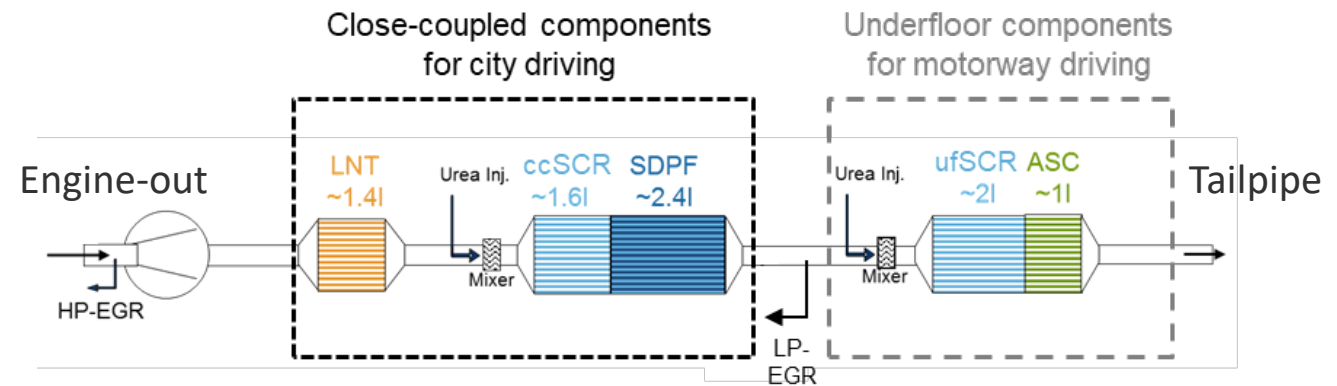 Close-coupled components
for city driving
Underfloor components
for motorway driving
Engine-out
HP-EGR
LNT
~1.4l
Urea Inj.
Mixer
ccSCR
~1.6l
SDPF
~2.4l
LP-
EGR
Urea Inj.
Mixer
ufSCR
~2l
ASC
~1l
Tailpipe